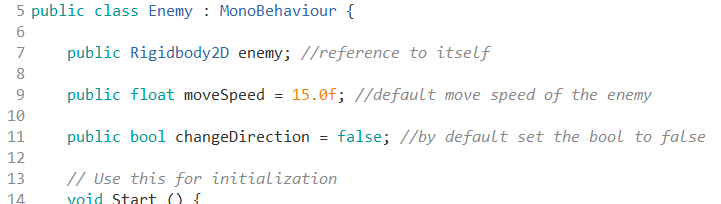 5 public class Enemy : MonoBehaviour {
6
7 public Rigidbody2D enemy; //reference to itself
8
9 public float moveSpeed = 15.0f; //default move speed of the enemy
10
11 public bool changeDirection = false; //by default set the bool to false
12
13 // Use this for initialization
14 void Start () {